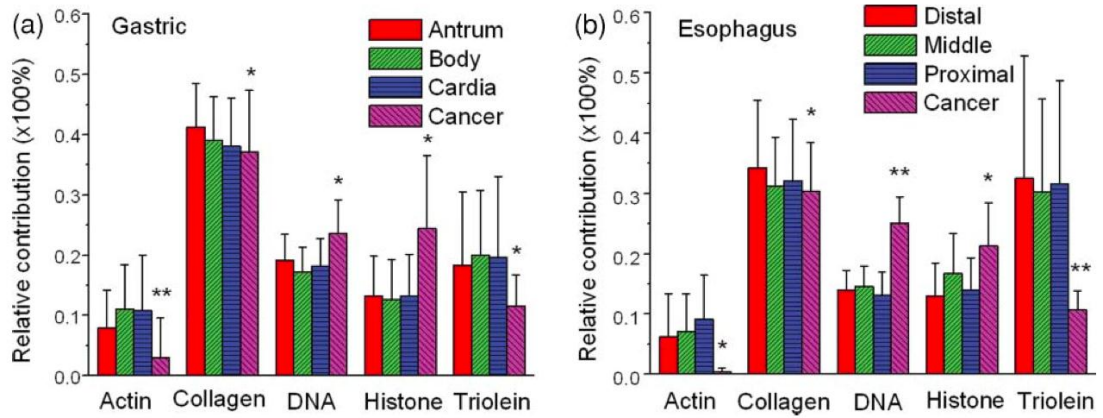 (a)
Gastric
Antrum
Body
Cardia
Cancer
Relative contribution (x100%)
0.6
0.5
0.4
0.3
0.2
0.1
0.0
*
*
*
*
**
Actin Collagen DNA Histone Triolein
(b)
Esophagus
Distal
Middle
Proximal
Cancer
Relative contribution (x100%)
0.6
0.5
0.4
0.3
0.2
0.1
0.0
*
**
*
**
*
Actin Collagen DNA Histone Triolein